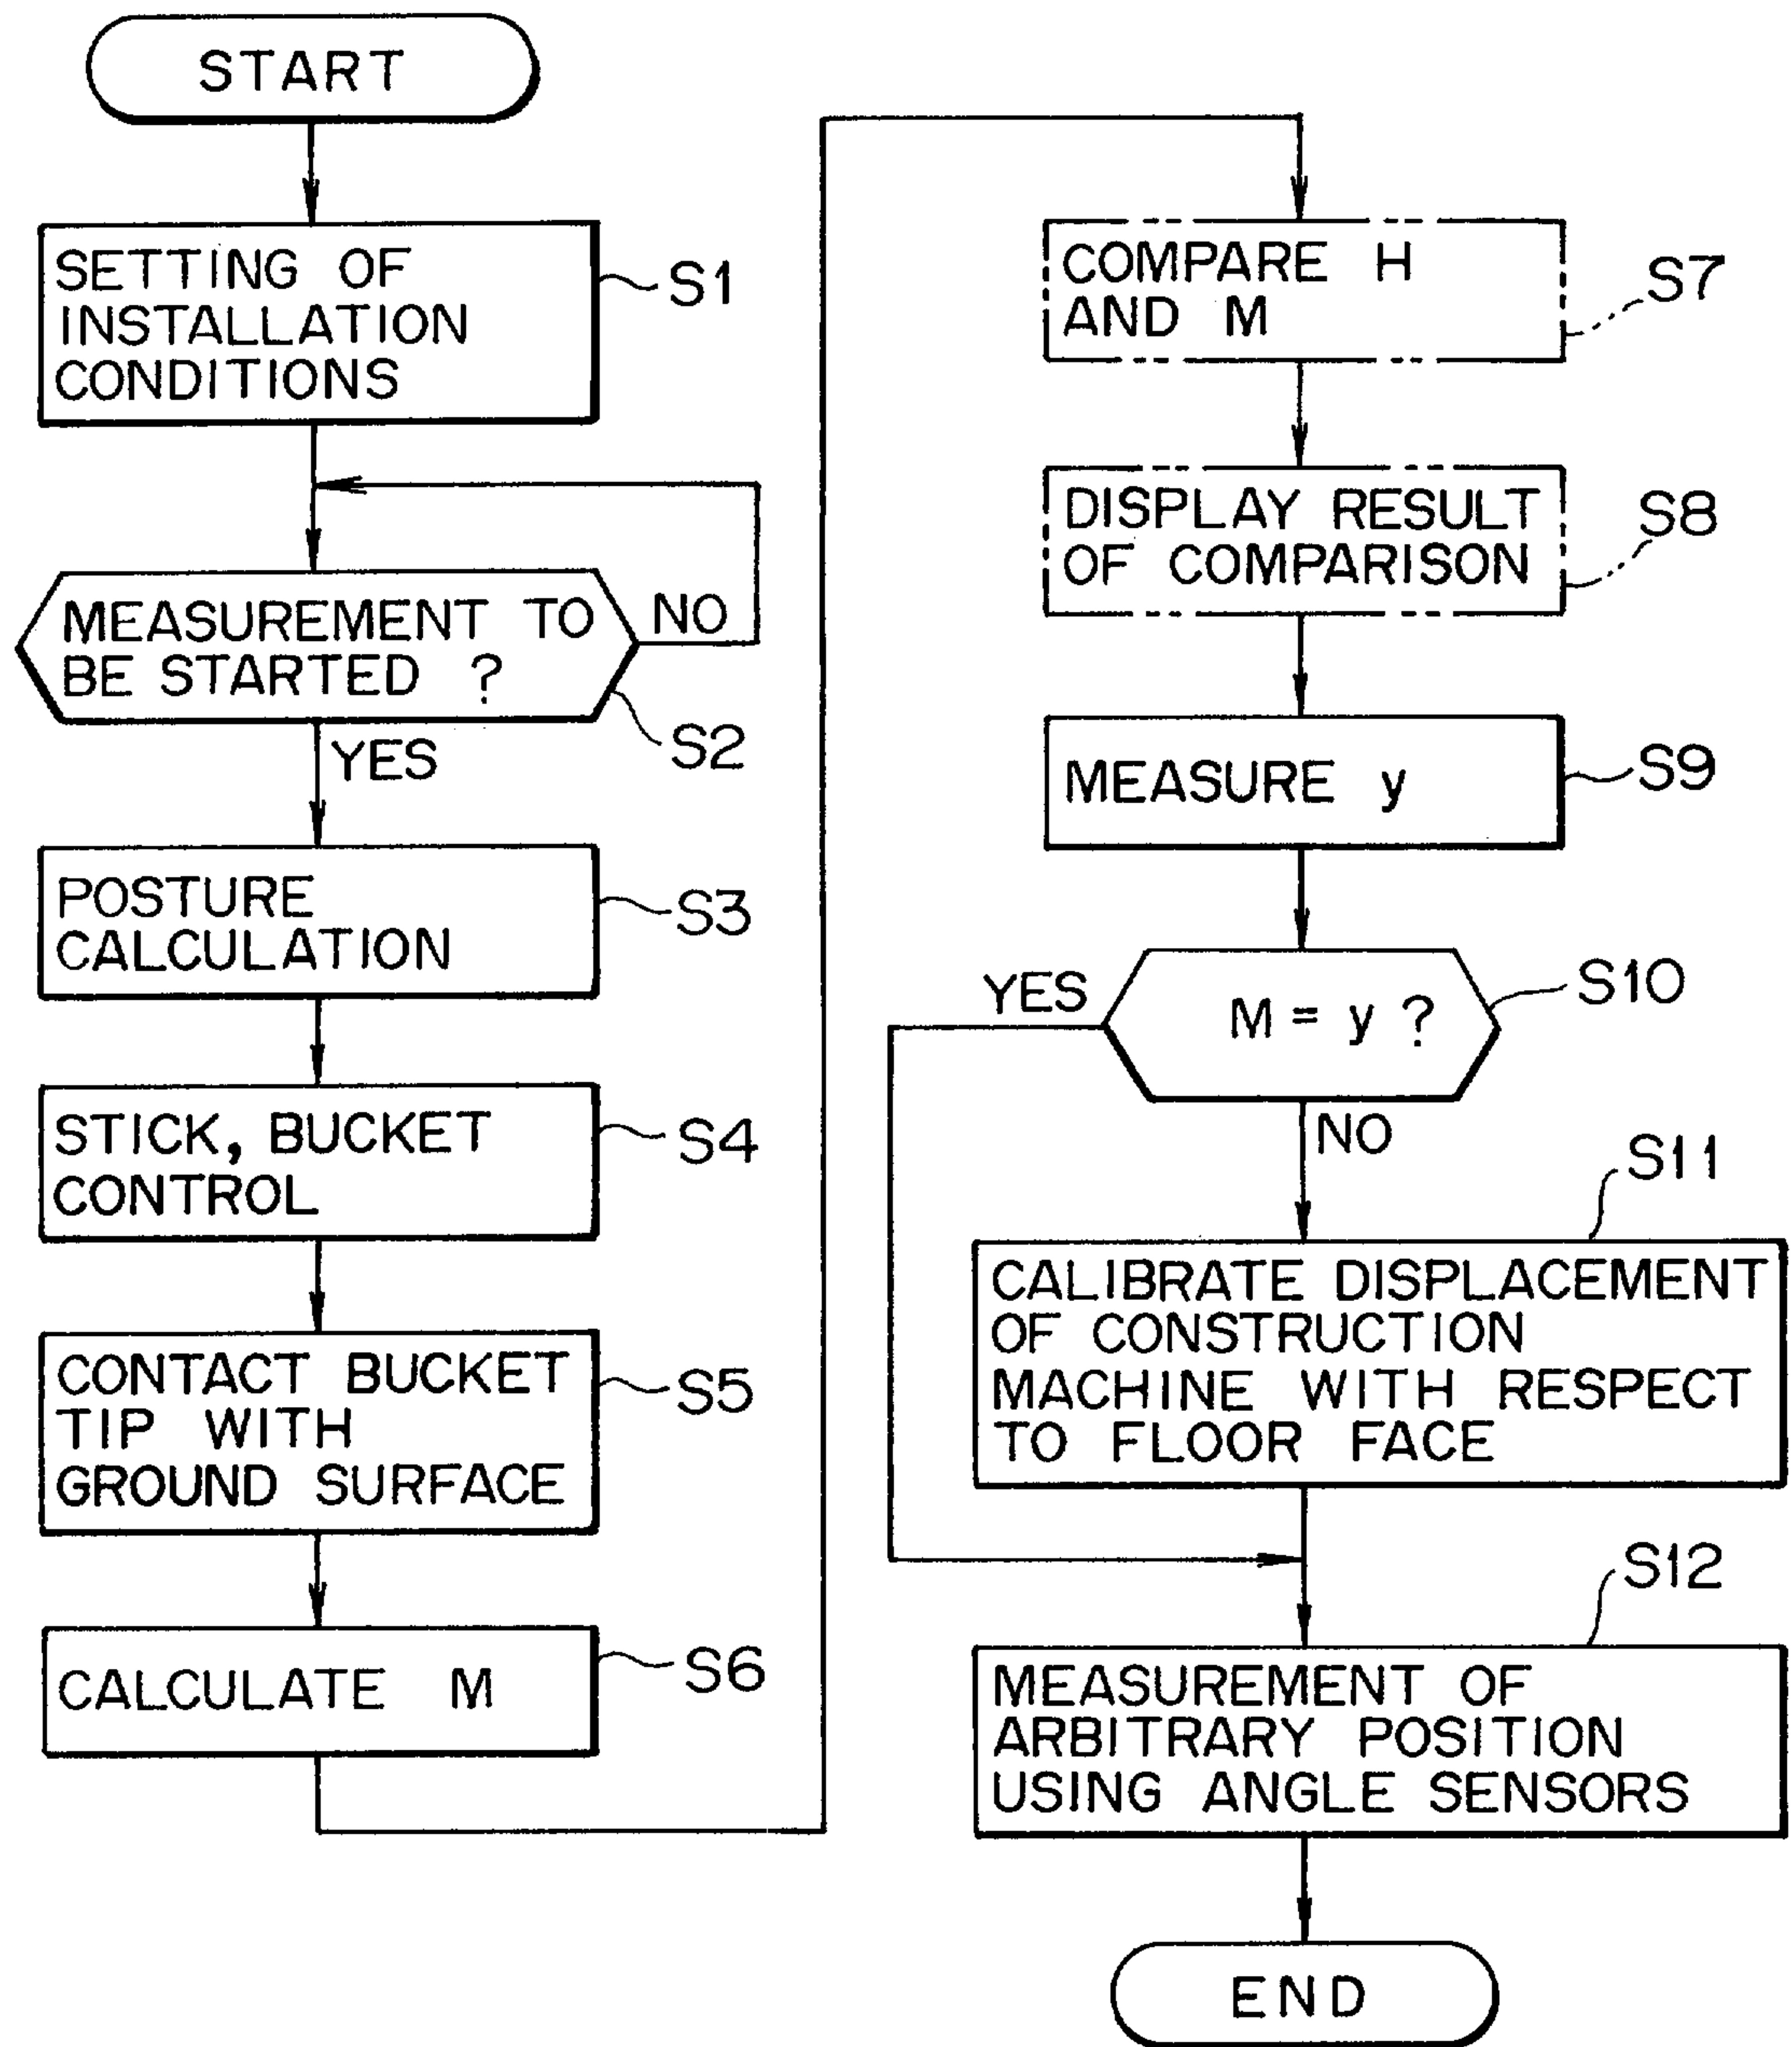 START
SETTING OF
INSTALLATION
CONDITIONS
S1
MEASUREMENT TO
BE STARTED ?
NO
S2
YES
POSTURE
CALCULATION
S3
STICK, BUCKET
CONTROL
S4
CONTACT BUCKET
TIP WITH
GROUND SURFACE
S5
CALCULATE M
S6
COMPARE H
AND M
S7
DISPLAY RESULT
OF COMPARISON
S8
MEASURE y
S9
YES
M = y ?
S10
NO
S11
CALIBRATE DISPLACEMENT
OF CONSTRUCTION
MACHINE WITH RESPECT
TO FLOOR FACE
S12
MEASUREMENT OF
ARBITRARY POSITION
USING ANGLE SENSORS
END